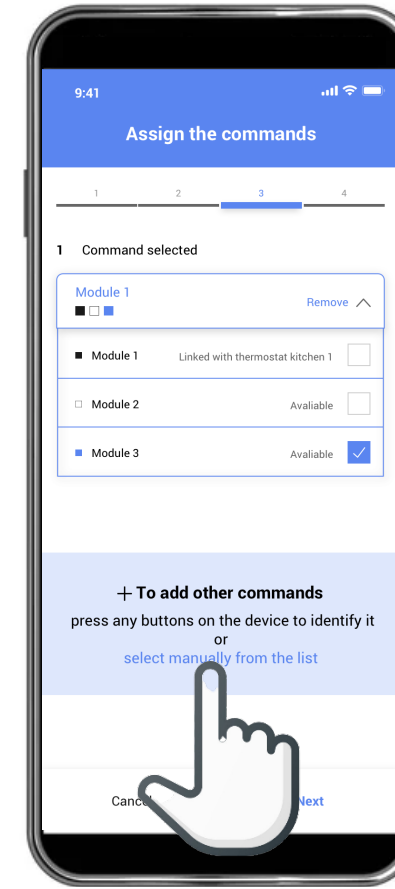 9:41
Assign the commands
1 2 3 4
1 Command selected
Module 1
Remove
Module 1 Linked with thermostat kitchen 1
Module 2 Avaliable
Module 3 Avaliable
+ To add other commands
press any buttons on the device to identify it
or
select manually from the list
Next